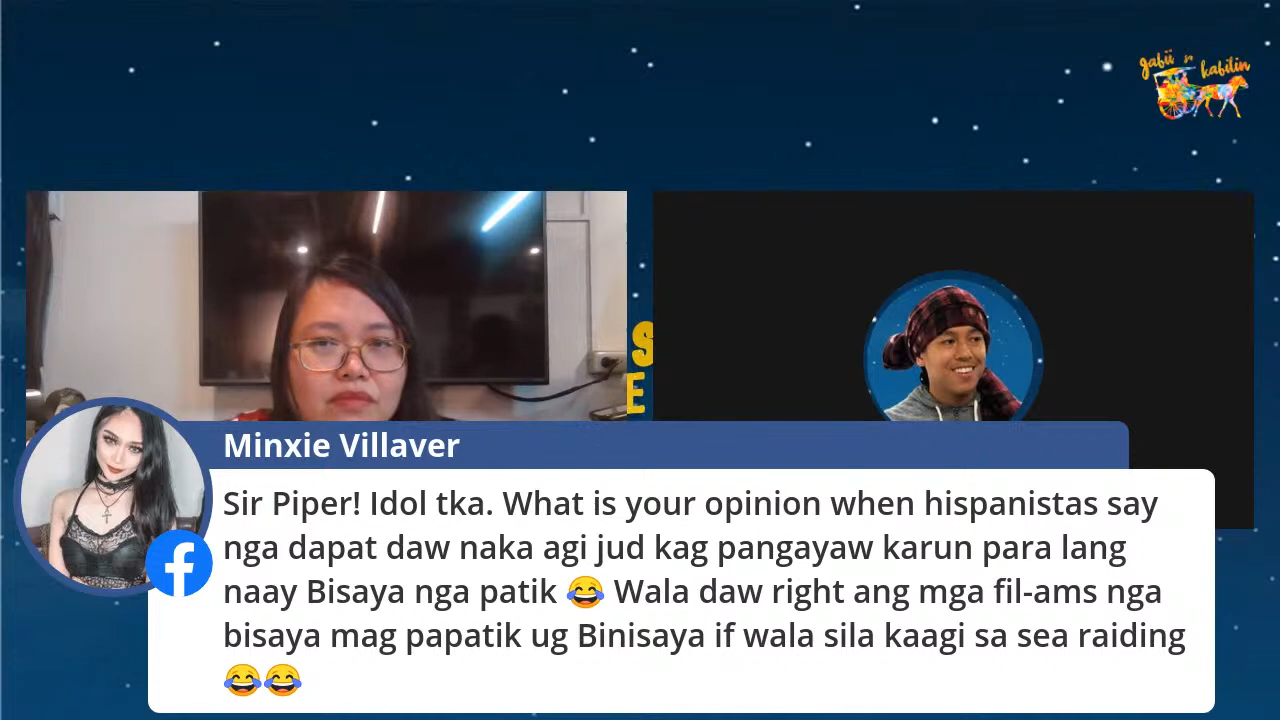 gabii sa kabilin
S
E
Minxie Villaver
Sir Piper! Idol tka. What is your opinion when hispanistas say
nga dapat daw naka agi jud kag pangayaw karun para lang
naay Bisaya nga patik 😂 Wala daw right ang mga fil-ams nga
bisaya mag papatik ug Binisaya if wala sila kaagi sa sea raiding
😂😂